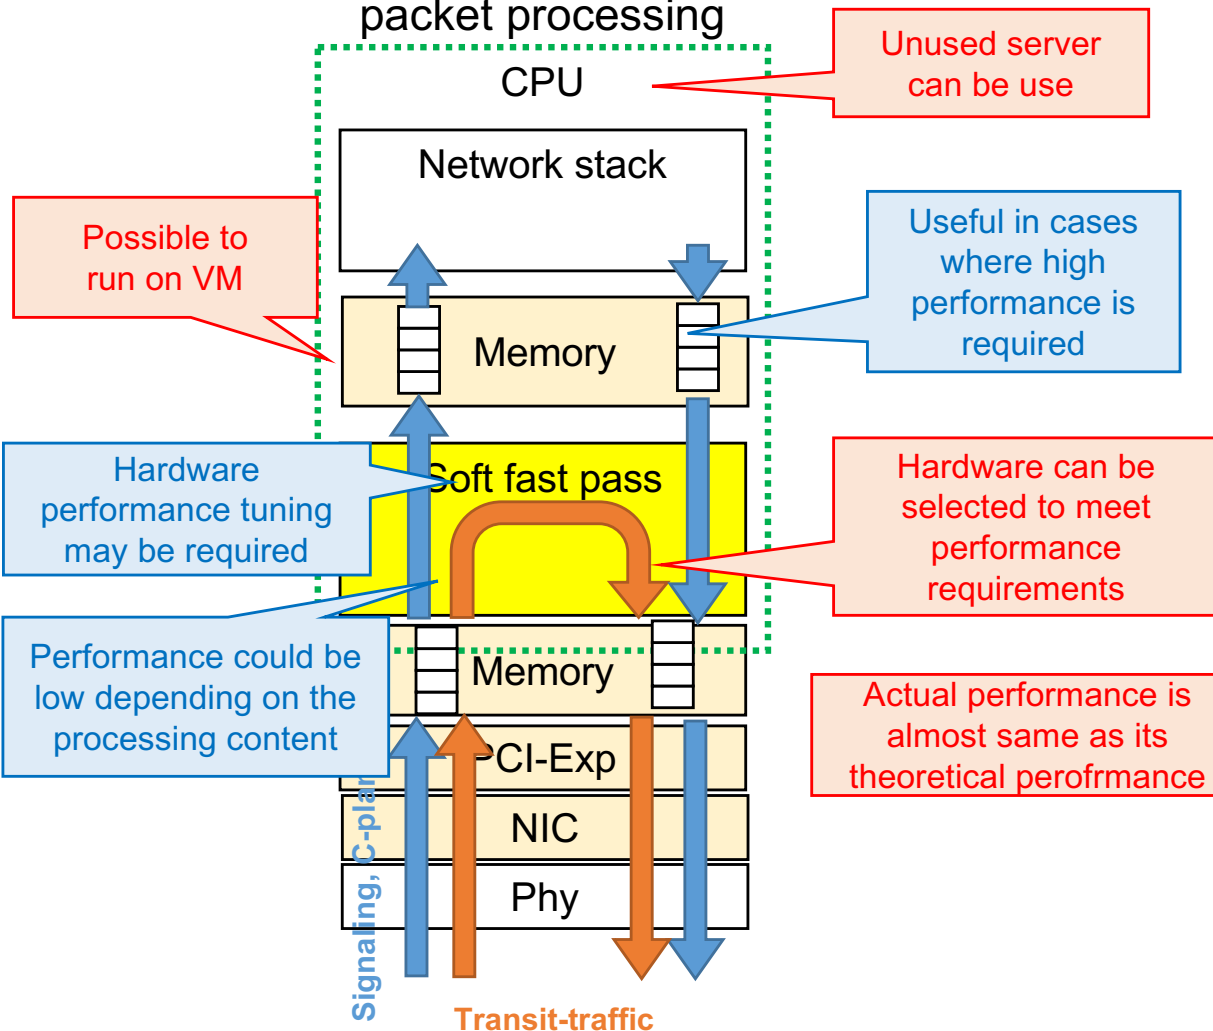 packet processing
CPU
Unused server
can be use
Network stack
Possible to
run on VM
Useful in cases
where high
performance is
required
Memory
Hardware
performance tuning
may be required
Soft fast pass
Hardware can be
selected to meet
performance
requirements
Performance could be
low depending on the
processing content
Memory
Actual performance is
almost same as its
theoretical perofrmance
PCI-Exp
NIC
Phy
Signaling, C-plan
Transit-traffic